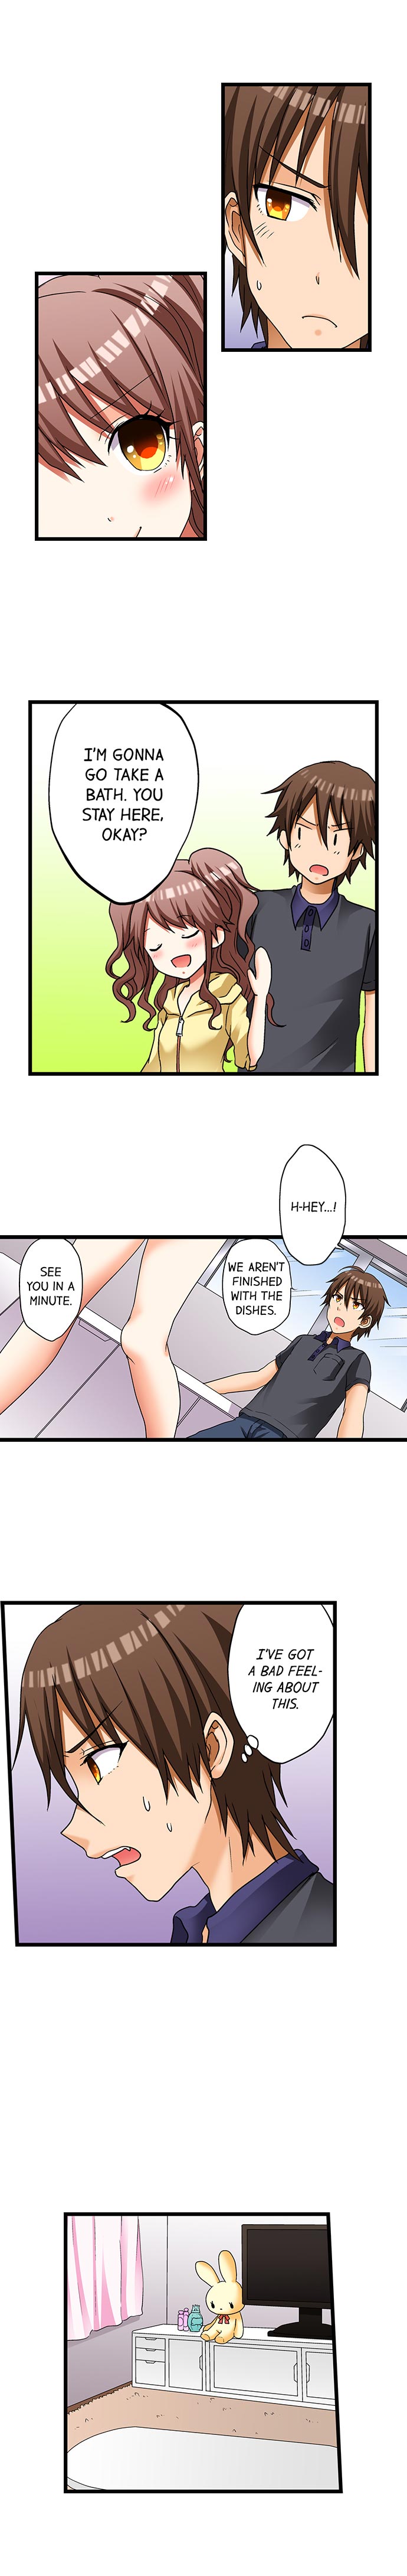 I'M GONNA
GO TAKE A
BATH. YOU
STAY HERE,
OKAY?
H-HEY...!
WE AREN'T
FINISHED
WITH THE
DISHES.
SEE
YOU IN A
MINUTE.
I'VE GOT
A BAD FEEL-
ING ABOUT
THIS.